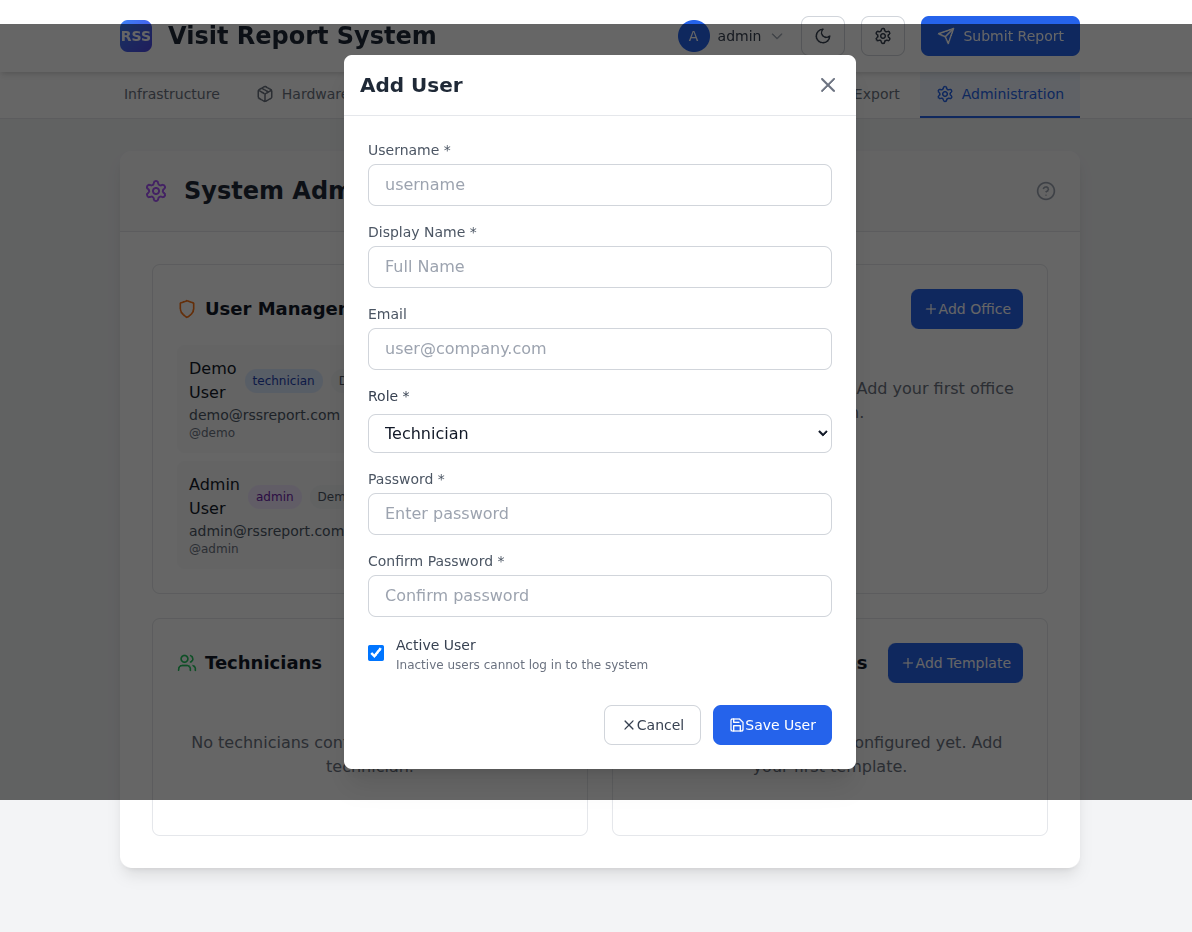 RSS Visit Report System
A admin
Submit Report
Infrastructure
Hardware
Export
Administration
Add User
System Adm
Username *
username
Display Name *
Full Name
Email
user@company.com
Role *
Technician
Password *
Enter password
Confirm Password *
Confirm password
Active User
Inactive users cannot log in to the system
Cancel
Save User
User Manager
Demo User
technician
D
demo@rssreport.com
@demo
Admin User
admin
Dem
admin@rssreport.com
@admin
Add Office
Add your first office
Technicians
No technicians con
technician.
s
Add Template
onfigured yet. Add
your first template.